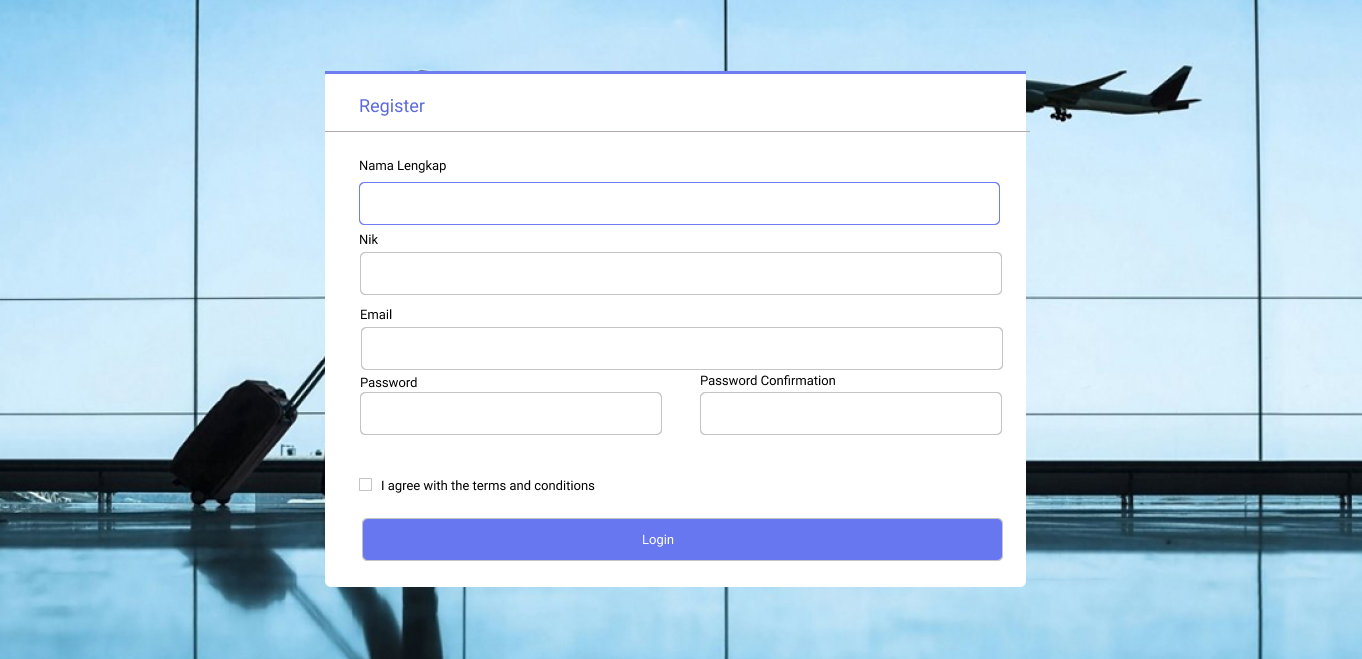 Register
Nama Lengkap
Nik
Email
Password
Password Confirmation
I agree with the terms and conditions
Login